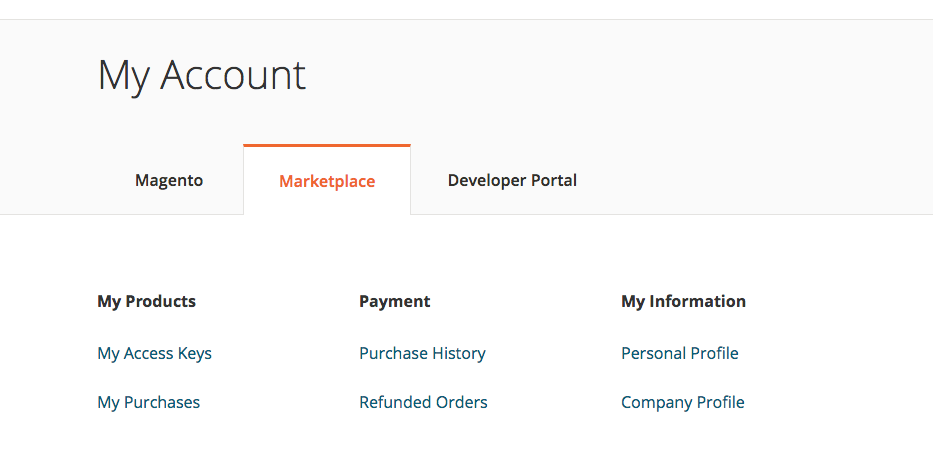 My Account
Magento
Marketplace
Developer Portal
My Products
Payment
My Information
My Access Keys
Purchase History
Personal Profile
My Purchases
Refunded Orders
Company Profile